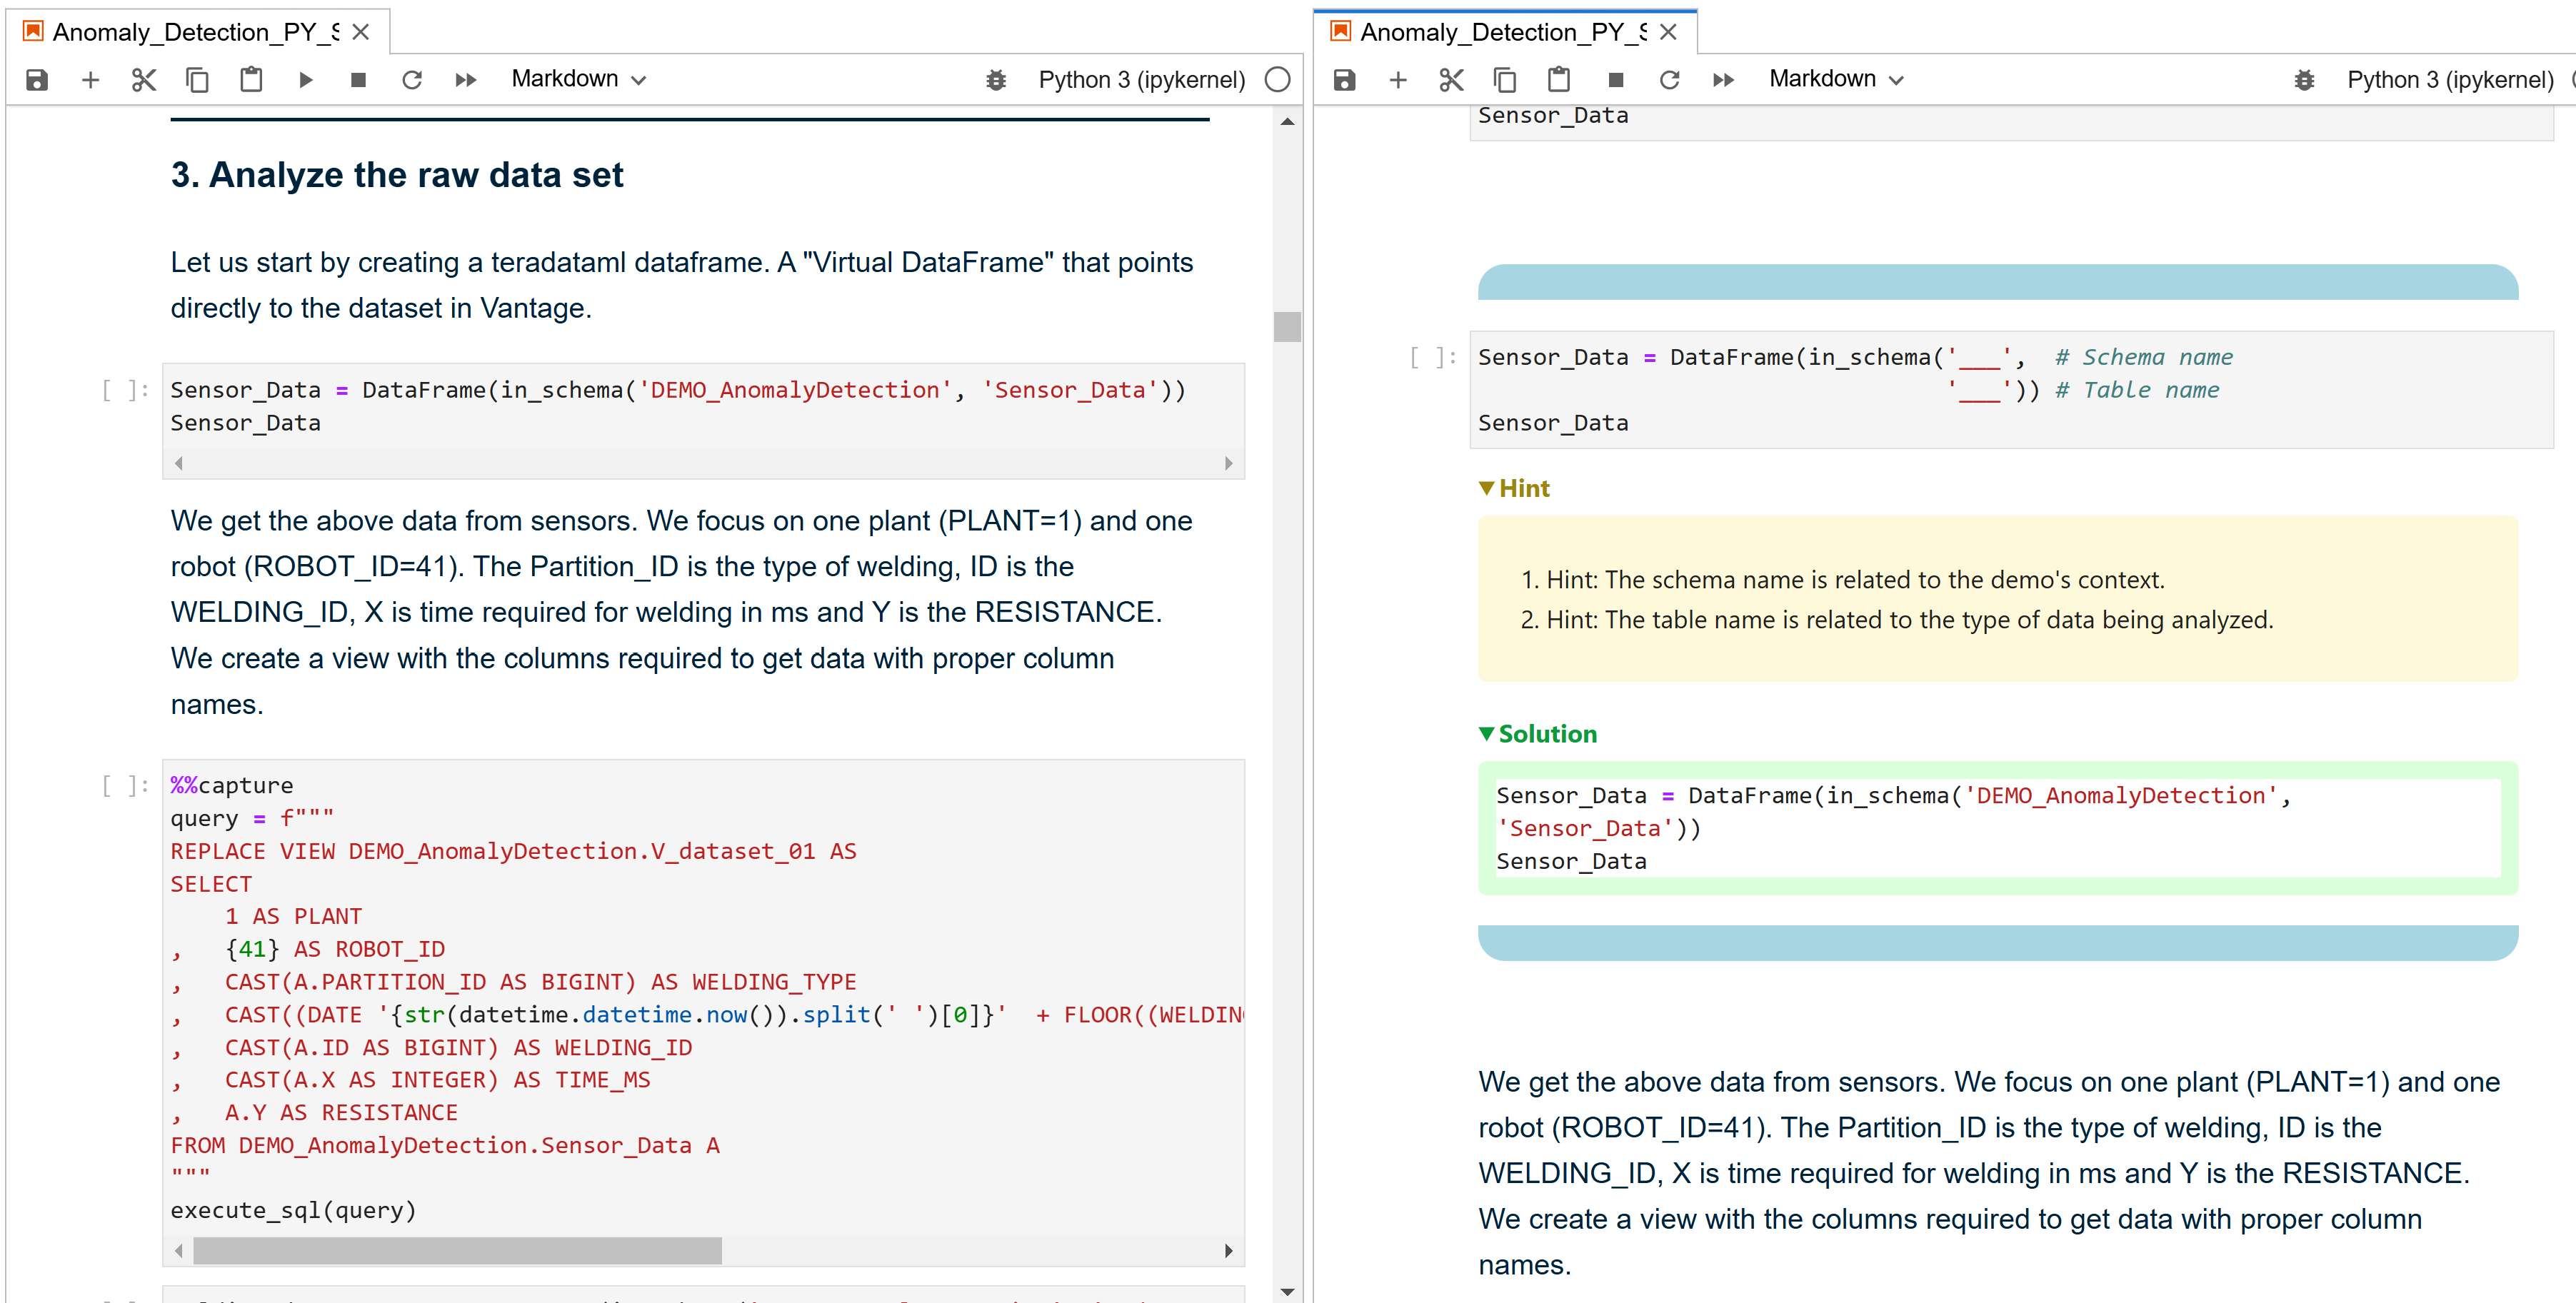 Anomaly_Detection_PY_S
Markdown
Python 3 (ipykernel)
3. Analyze the raw data set
Let us start by creating a teradataml dataframe. A "Virtual DataFrame" that points
directly to the dataset in Vantage.
[ ]:
Sensor_Data = DataFrame(in_schema('DEMO_AnomalyDetection', 'Sensor_Data'))
Sensor_Data
We get the above data from sensors. We focus on one plant (PLANT=1) and one
robot (ROBOT_ID=41). The Partition_ID is the type of welding, ID is the
WELDING_ID, X is time required for welding in ms and Y is the RESISTANCE.
We create a view with the columns required to get data with proper column
names.
[ ]:
%%capture
query = f"""
REPLACE VIEW DEMO_AnomalyDetection.V_dataset_01 AS
SELECT
    1 AS PLANT
,   {41} AS ROBOT_ID
,   CAST(A.PARTITION_ID AS BIGINT) AS WELDING_TYPE
,   CAST((DATE '{str(datetime.datetime.now()).split(' ')[0]}'  + FLOOR((WELDIN
,   CAST(A.ID AS BIGINT) AS WELDING_ID
,   CAST(A.X AS INTEGER) AS TIME_MS
,   A.Y AS RESISTANCE
FROM DEMO_AnomalyDetection.Sensor_Data A
"""
execute_sql(query)
Anomaly_Detection_PY_S
Markdown
Python 3 (ipykernel)
Sensor_Data
[ ]:
Sensor_Data = DataFrame(in_schema('___',  # Schema name
                                  '___')) # Table name
Sensor_Data
Hint
1. Hint: The schema name is related to the demo's context.
2. Hint: The table name is related to the type of data being analyzed.
Solution
Sensor_Data = DataFrame(in_schema('DEMO_AnomalyDetection',
'Sensor_Data'))
Sensor_Data
We get the above data from sensors. We focus on one plant (PLANT=1) and one
robot (ROBOT_ID=41). The Partition_ID is the type of welding, ID is the
WELDING_ID, X is time required for welding in ms and Y is the RESISTANCE.
We create a view with the columns required to get data with proper column
names.